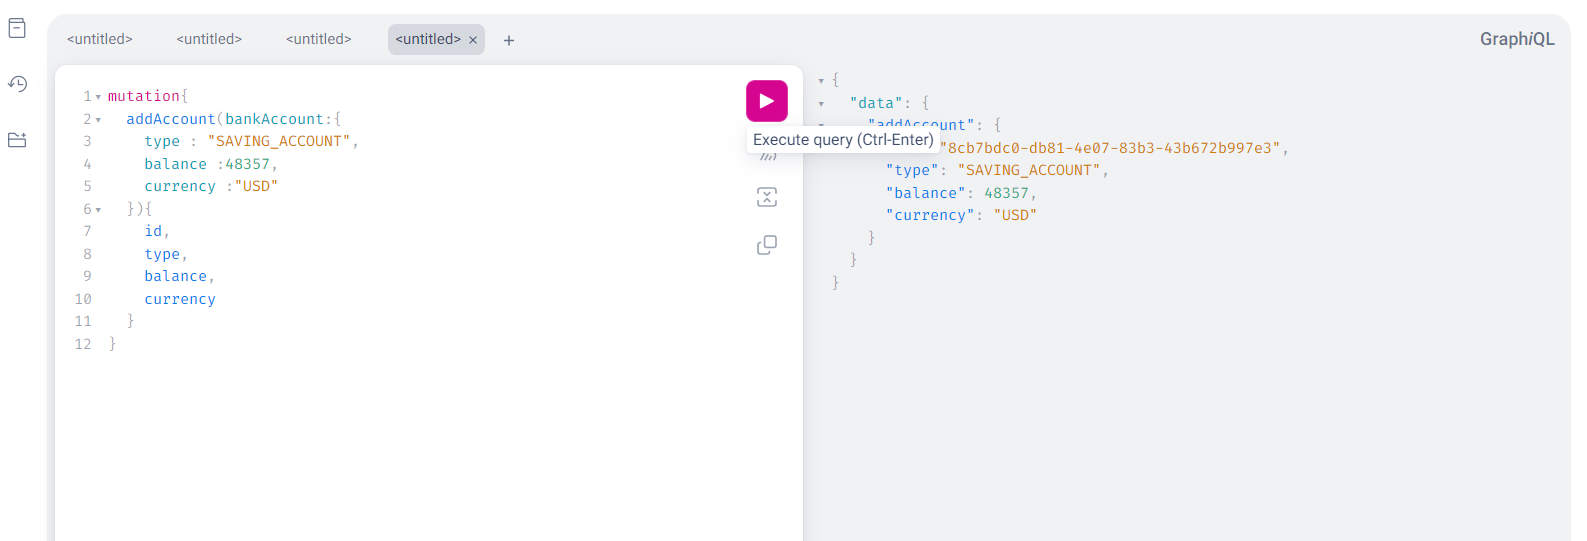 <untitled> <untitled> <untitled> <untitled> × +
GraphiQL
1 mutation{
2 addAccount(bankAccount:{
3 type : "SAVING_ACCOUNT",
4 balance :48357,
5 currency :"USD"
6 }){
7 id,
8 type,
9 balance,
10 currency
11 }
12 }
Execute query (Ctrl-Enter)
{
"data": {
"addAccount": {
"8cb7bdc0-db81-4e07-83b3-43b672b997e3",
"type": "SAVING_ACCOUNT",
"balance": 48357,
"currency": "USD"
}
}
}